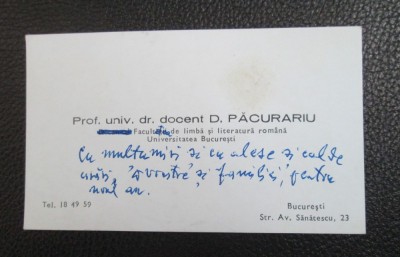 Prof. univ. dr. docent D. PĂCURARIU
Facultatea de limbă și literatură română
Universitatea București
Cu mulțumiri și cu alese și calde
urări, d-voastre și familiei, pentru
noul an.
Tel. 18 49 59
București
Str. Av. Sănătescu, 23